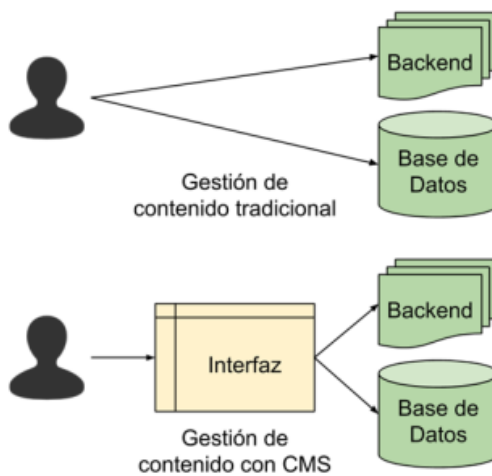 Backend
Base de
Datos
Gestión de
contenido tradicional
Backend
Interfaz
Base de
Datos
Gestión de
contenido con CMS